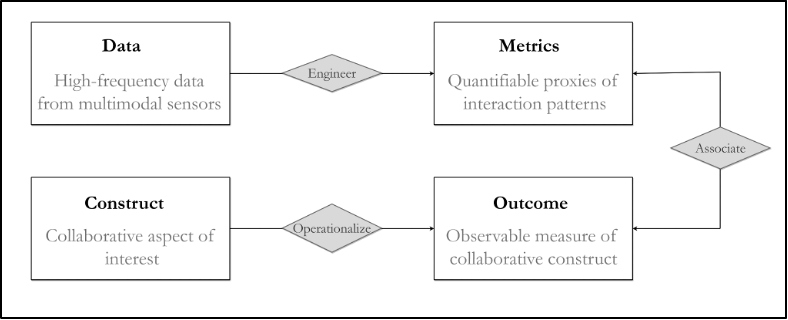 Data
High-frequency data
from multimodal sensors
Engineer
Metrics
Quantifiable proxies of
interaction patterns
Associate
Construct
Collaborative aspect of
interest
Operationalize
Outcome
Observable measure of
collaborative construct